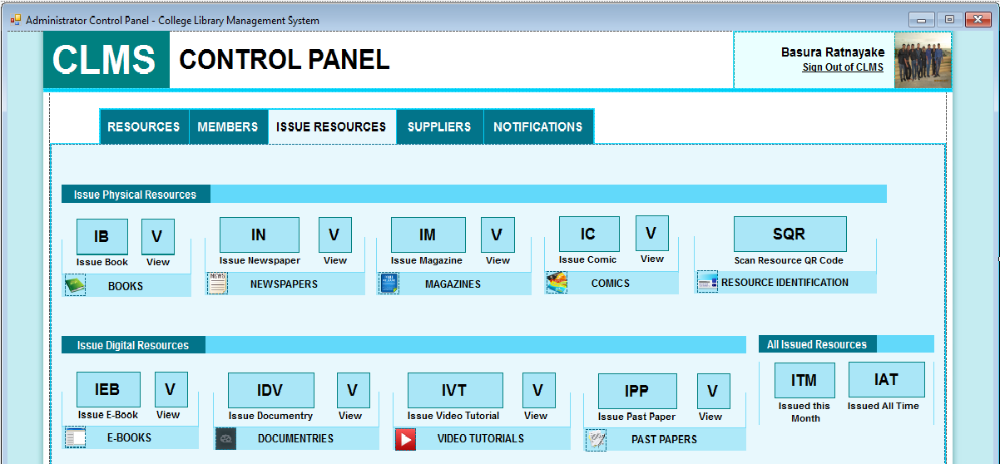 Administrator Control Panel - College Library Management System
CLMS CONTROL PANEL
Basura Ratnayake
Sign Out of CLMS
RESOURCES MEMBERS ISSUE RESOURCES SUPPLIERS NOTIFICATIONS
Issue Physical Resources
IB V IN V IM V IC V SQR
Issue Book View Issue Newspaper View Issue Magazine View Issue Comic View Scan Resource QR Code
NEWS
BOOKS NEWSPAPERS MAGAZINES COMICS RESOURCE IDENTIFICATION
Issue Digital Resources All Issued Resources
IEB V IDV V IVT V IPP V ITM IAT
Issue E-Book View Issue Documentry View Issue Video Tutorial View Issue Past Paper View Issued this Month Issued All Time
E-BOOKS DOCUMENTRIES VIDEO TUTORIALS PAST PAPERS